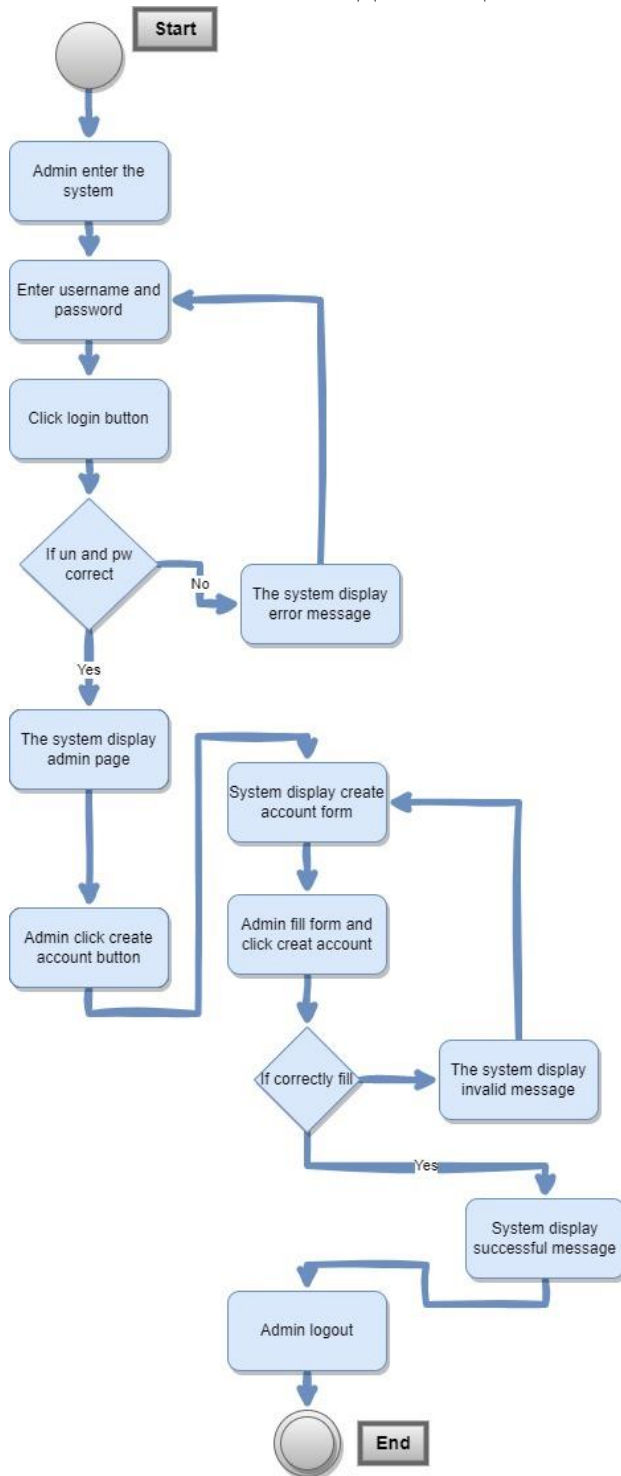 Start
Admin enter the
system
Enter username and
password
Click login button
If un and pw
correct
No
The system display
error message
Yes
The system display
admin page
System display create
account form
Admin click create
account button
Admin fill form and
click creat account
If correctly fill
The system display
invalid message
Yes
System display
successful message
Admin logout
End